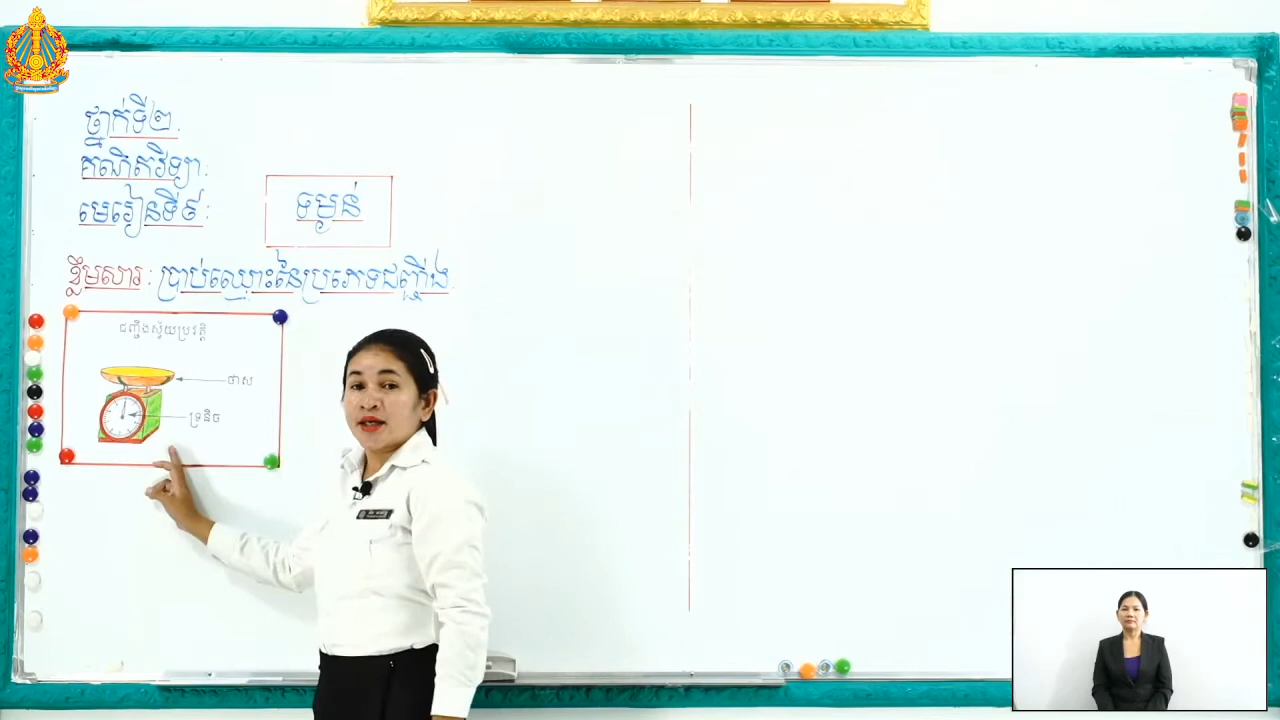 ថ្នាក់ទី២.
គណិតវិទ្យា:
មេរៀនទី៩:
ទម្ងន់
ខ្លឹមសារ : ប្រាប់ឈ្មោះនៃប្រភេទជញ្ជីង.
ជញ្ជីងស្វ័យប្រវត្តិ
ថាស
ទ្រនិច